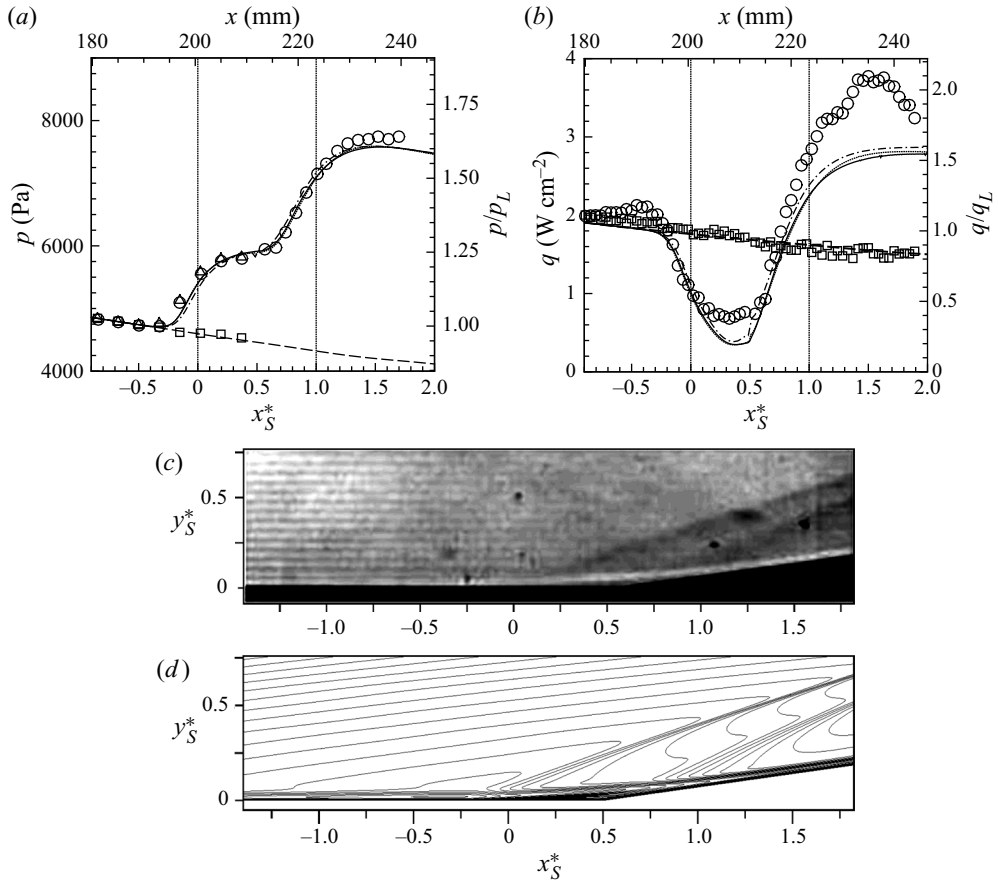 (a) x (mm)
180 200 220 240
8000
6000
4000
p (Pa)
1.75
1.50
1.25
1.00
p/p_L
−0.5 0 0.5 1.0 1.5 2.0
x*_S
(b) x (mm)
180 200 220 240
4
3
2
1
0
q (W cm−2)
2.0
1.5
1.0
0.5
0
q/q_L
−0.5 0 0.5 1.0 1.5 2.0
x*_S
(c)
0.5
y*_S
0
−1.0 −0.5 0 0.5 1.0 1.5
(d)
0.5
y*_S
0
−1.0 −0.5 0 0.5 1.0 1.5
x*_S